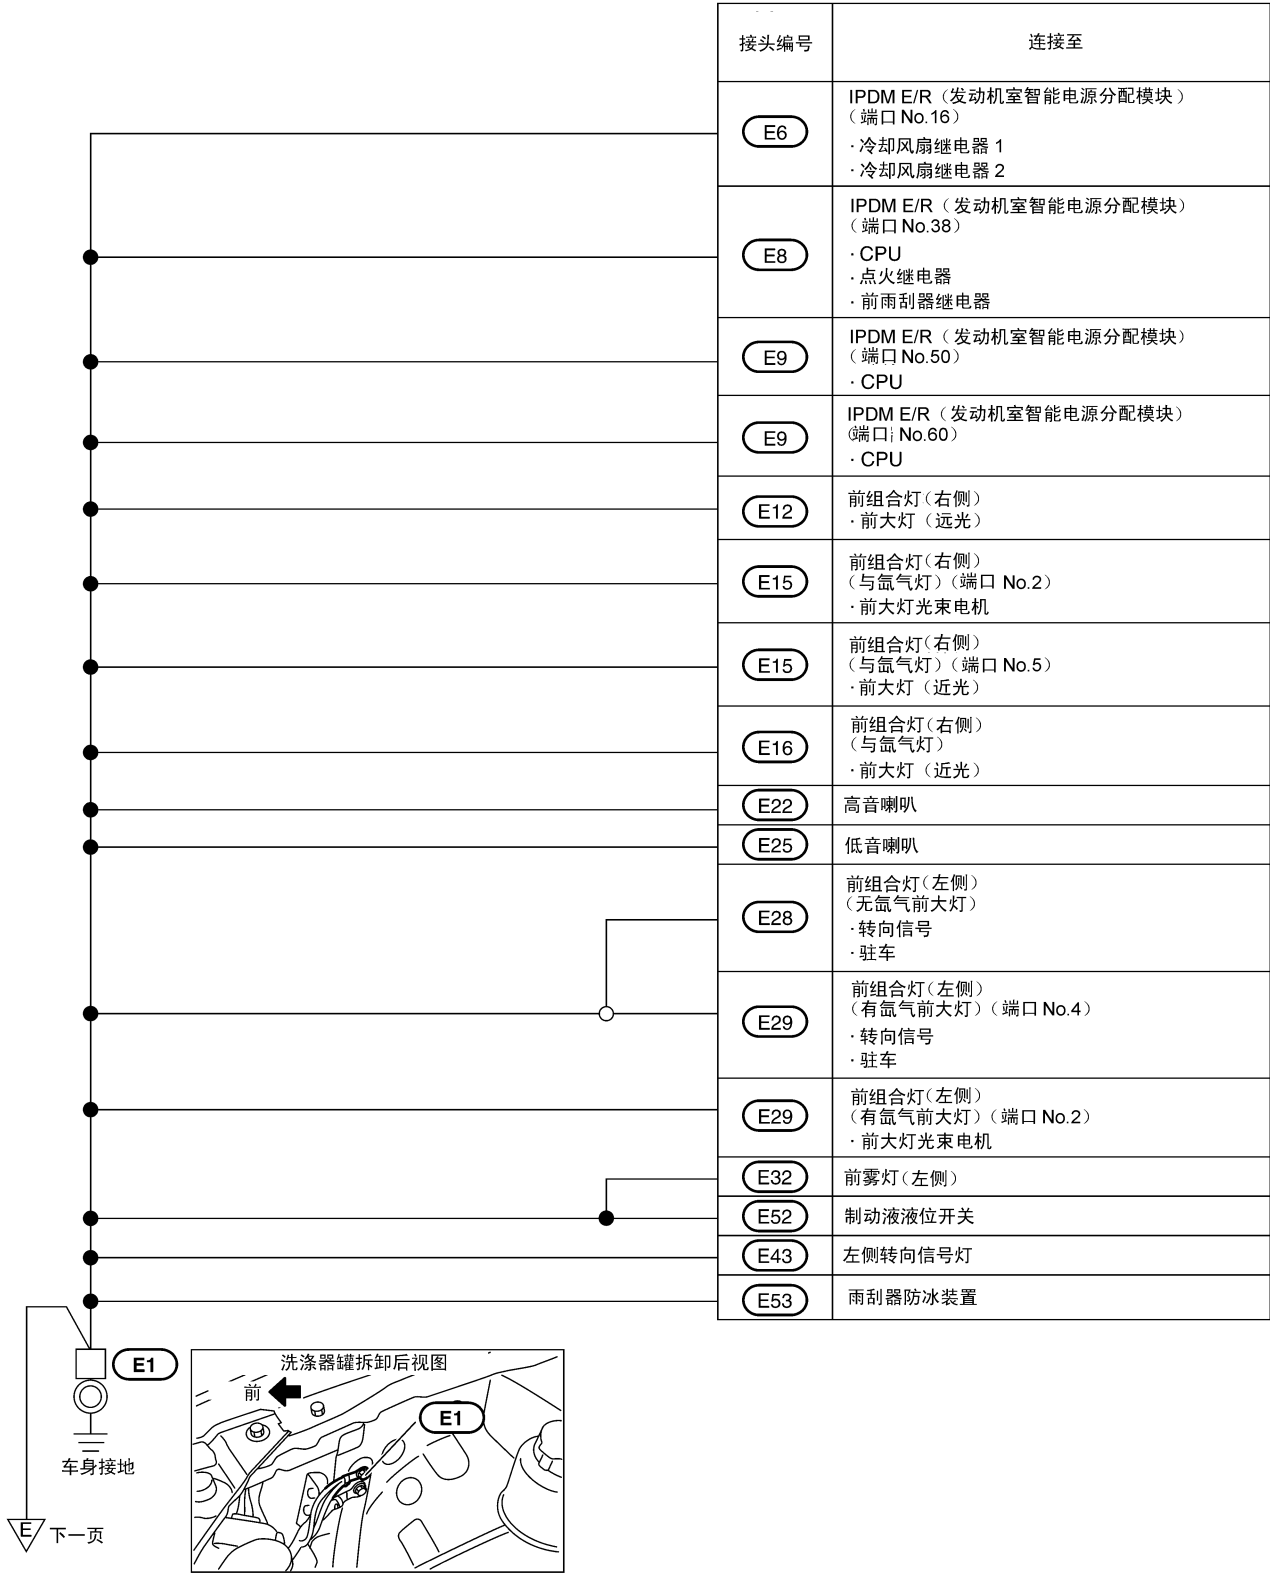 接头编号
连接至
E6
IPDM E/R（发动机室智能电源分配模块）
（端口 No.16）
·冷却风扇继电器 1
·冷却风扇继电器 2
E8
IPDM E/R（发动机室智能电源分配模块）
（端口 No.38）
·CPU
·点火继电器
·前雨刮器继电器
E9
IPDM E/R（发动机室智能电源分配模块）
（端口 No.50）
·CPU
E9
IPDM E/R（发动机室智能电源分配模块）
（端口 No.60）
·CPU
E12
前组合灯（右侧）
·前大灯（远光）
E15
前组合灯（右侧）
（与氙气灯）（端口 No.2）
·前大灯光束电机
E15
前组合灯（右侧）
（与氙气灯）（端口 No.5）
·前大灯（近光）
E16
前组合灯（右侧）
（与氙气灯）
·前大灯（近光）
E22
高音喇叭
E25
低音喇叭
E28
前组合灯（左侧）
（无氙气前大灯）
·转向信号
·驻车
E29
前组合灯（左侧）
（有氙气前大灯）（端口 No.4）
·转向信号
·驻车
E29
前组合灯（左侧）
（有氙气前大灯）（端口 No.2）
·前大灯光束电机
E32
前雾灯（左侧）
E52
制动液液位开关
E43
左侧转向信号灯
E53
雨刮器防冰装置
E1
车身接地
E
下一页
洗涤器罐拆卸后视图
前
E1